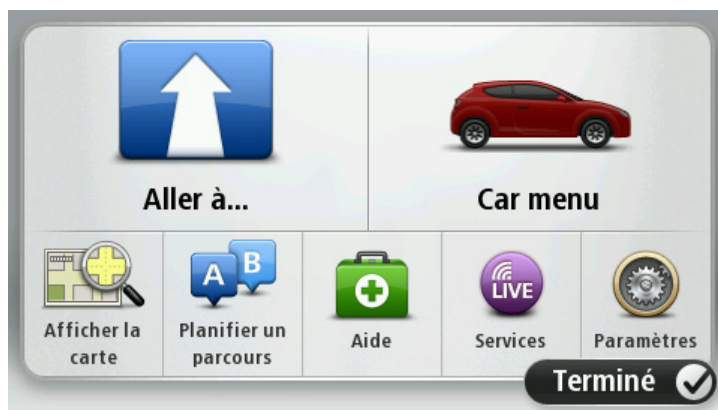 Aller à...
Car menu
A B
LIVE
Afficher la
carte
Planifier un
parcours
Aide
Services
Paramètres
Terminé